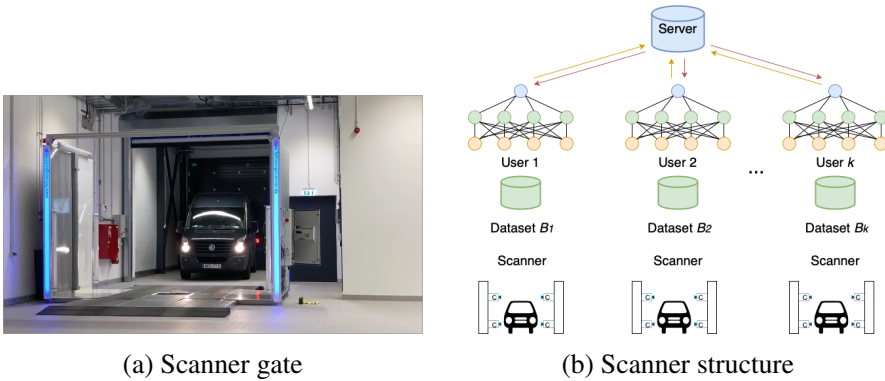 Server
User 1 User 2 User k
...
Dataset B1 Dataset B2 Dataset Bk
Scanner Scanner Scanner
C C C C C C
C C C C C C
(a) Scanner gate (b) Scanner structure